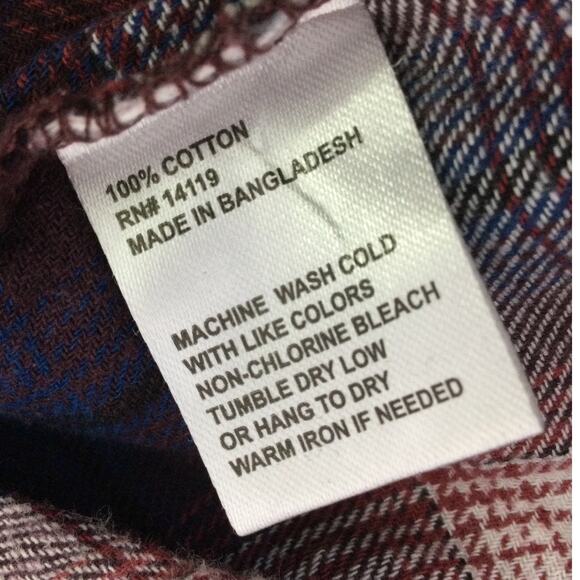 100% COTTON
RN# 14119
MADE IN BANGLADESH
MACHINE WASH COLD
WITH LIKE COLORS
NON-CHLORINE BLEACH
TUMBLE DRY LOW
OR HANG TO DRY
WARM IRON IF NEEDED